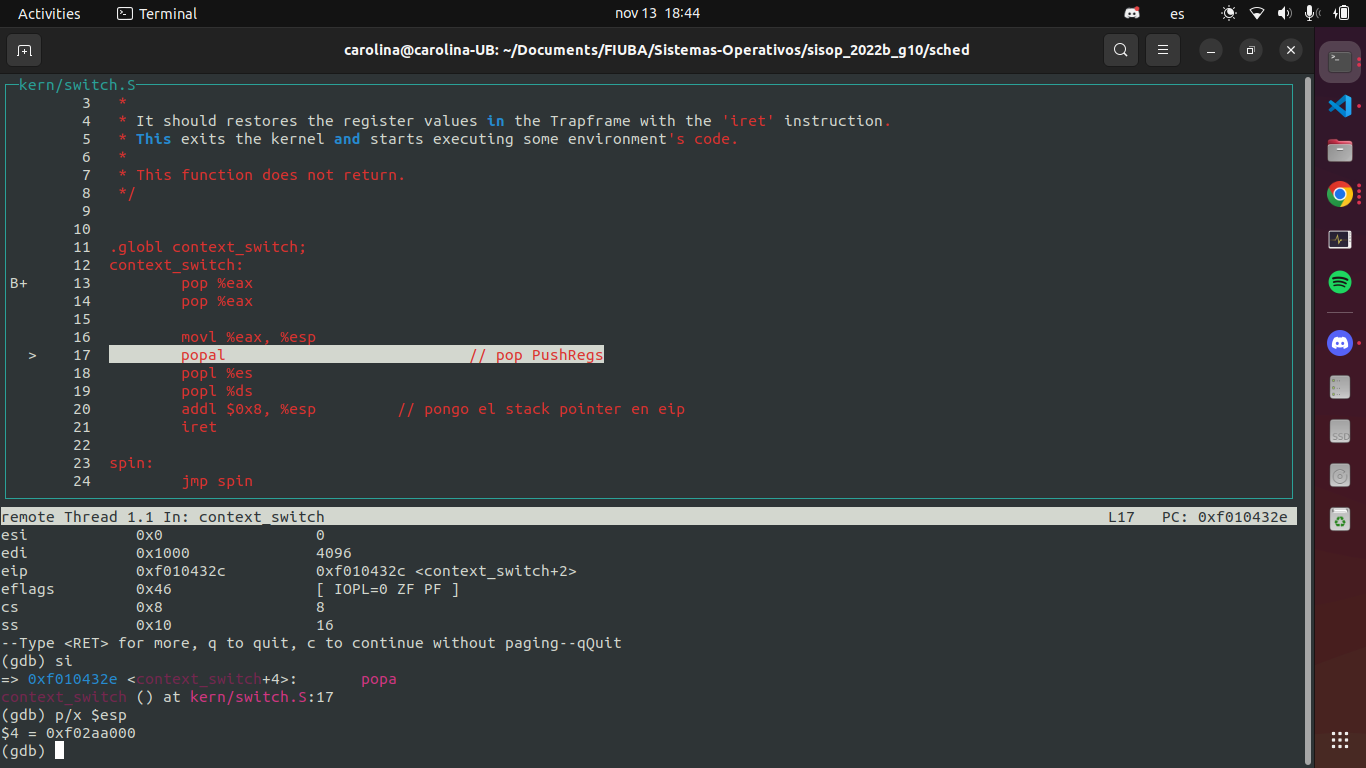 Activities Terminal nov 13 18:44 es
carolina@carolina-UB: ~/Documents/FIUBA/Sistemas-Operativos/sisop_2022b_g10/sched
kern/switch.S
3 *
4 * It should restores the register values in the Trapframe with the 'iret' instruction.
5 * This exits the kernel and starts executing some environment's code.
6 *
7 * This function does not return.
8 */
9
10
11 .globl context_switch;
12 context_switch:
B+ 13 pop %eax
14 pop %eax
15
16 movl %eax, %esp
> 17 popal // pop PushRegs
18 popl %es
19 popl %ds
20 addl $0x8, %esp // pongo el stack pointer en eip
21 iret
22
23 spin:
24 jmp spin
remote Thread 1.1 In: context_switch L17 PC: 0xf010432e
esi 0x0 0
edi 0x1000 4096
eip 0xf010432c 0xf010432c <context_switch+2>
eflags 0x46 [ IOPL=0 ZF PF ]
cs 0x8 8
ss 0x10 16
--Type <RET> for more, q to quit, c to continue without paging--qQuit
(gdb) si
=> 0xf010432e <context_switch+4>: popa
context_switch () at kern/switch.S:17
(gdb) p/x $esp
$4 = 0xf02aa000
(gdb)
SSD